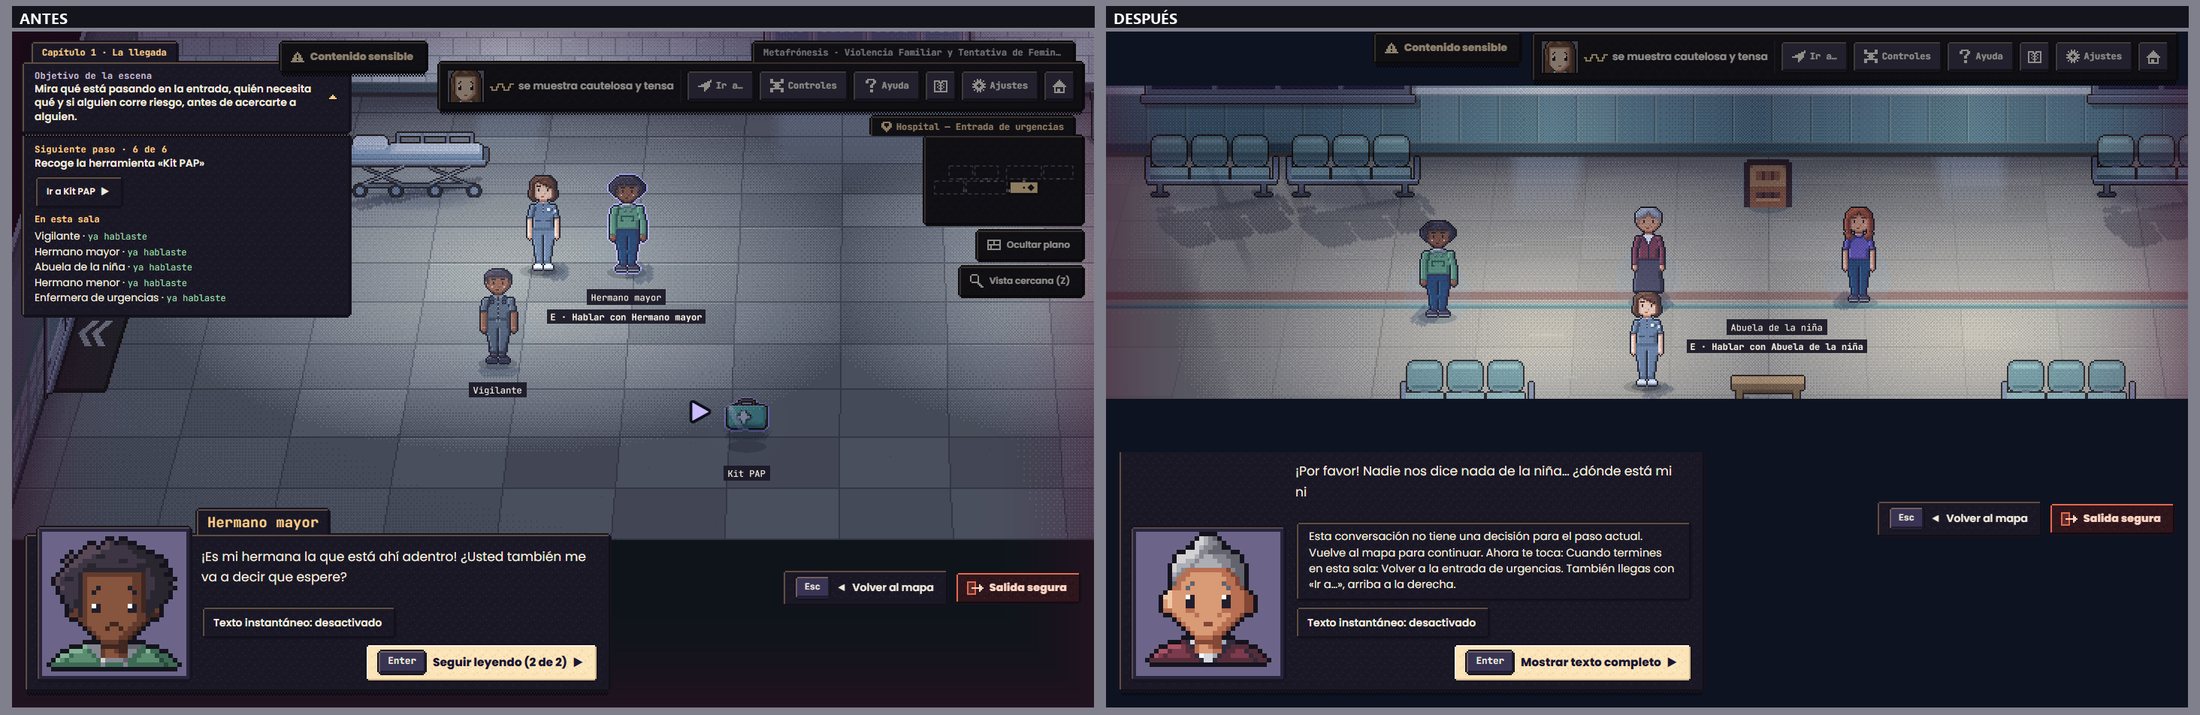 ANTES
Capítulo 1 · La llegada
Contenido sensible
Metafrónesis · Violencia Familiar y Tentativa de Femin…
Objetivo de la escena
Mira qué está pasando en la entrada, quién necesita
qué y si alguien corre riesgo, antes de acercarte a
alguien.
se muestra cautelosa y tensa
Ir a…
Controles
Ayuda
Ajustes
Hospital — Entrada de urgencias
Siguiente paso · 6 de 6
Recoge la herramienta «Kit PAP»
Ir a Kit PAP ▶
En esta sala
Vigilante · ya hablaste
Hermano mayor · ya hablaste
Abuela de la niña · ya hablaste
Hermano menor · ya hablaste
Enfermera de urgencias · ya hablaste
Ocultar plano
Vista cercana (Z)
Hermano mayor
E · Hablar con Hermano mayor
Vigilante
Kit PAP
Hermano mayor
¡Es mi hermana la que está ahí adentro! ¿Usted también me
va a decir que espere?
Texto instantáneo: desactivado
Enter Seguir leyendo (2 de 2) ▶
Esc ◀ Volver al mapa
Salida segura
DESPUÉS
Contenido sensible
se muestra cautelosa y tensa
Ir a…
Controles
Ayuda
Ajustes
Abuela de la niña
E · Hablar con Abuela de la niña
¡Por favor! Nadie nos dice nada de la niña… ¿dónde está mi
ni
Esta conversación no tiene una decisión para el paso actual.
Vuelve al mapa para continuar. Ahora te toca: Cuando termines
en esta sala: Volver a la entrada de urgencias. También llegas con
«Ir a…», arriba a la derecha.
Texto instantáneo: desactivado
Enter Mostrar texto completo ▶
Esc ◀ Volver al mapa
Salida segura